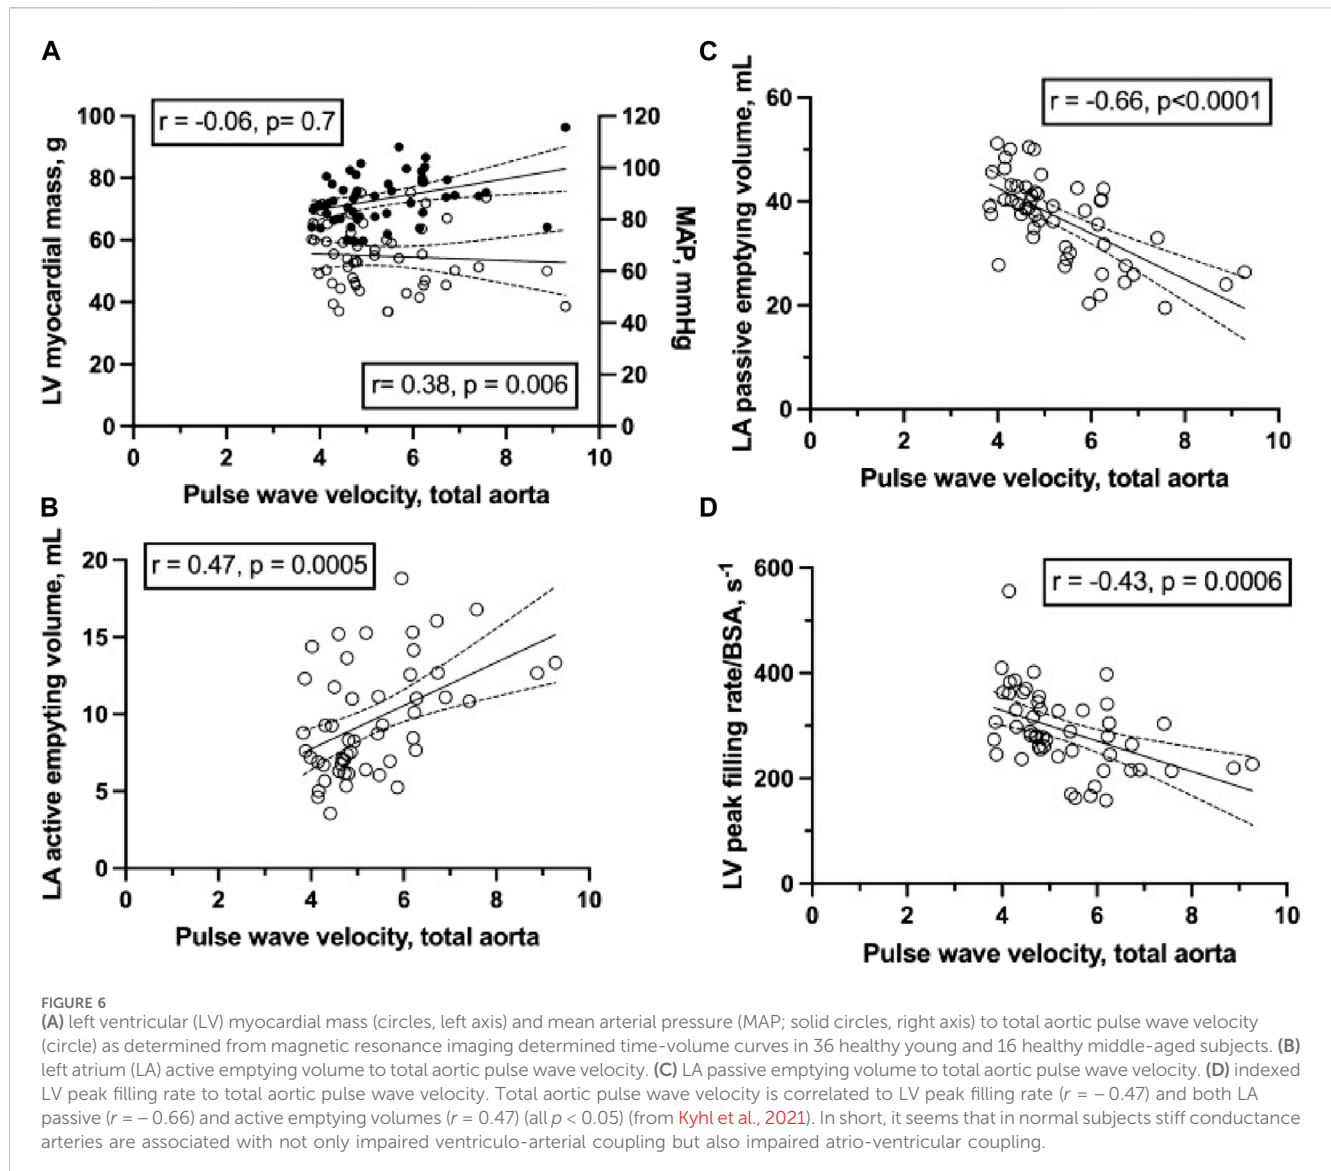 A
r = -0.06, p= 0.7
r= 0.38, p = 0.006
LV myocardial mass, g
100
80
60
40
20
0
MAP, mmHg
120
100
80
60
40
20
0
0 2 4 6 8 10
Pulse wave velocity, total aorta
B
r = 0.47, p = 0.0005
LA active empyting volume, mL
20
15
10
5
0
0 2 4 6 8 10
Pulse wave velocity, total aorta
C
r = -0.66, p<0.0001
LA passive emptying volume, mL
60
40
20
0
0 2 4 6 8 10
Pulse wave velocity, total aorta
D
r = -0.43, p = 0.0006
LV peak filling rate/BSA, s⁻¹
600
400
200
0
0 2 4 6 8 10
Pulse wave velocity, total aorta
FIGURE 6
(A) left ventricular (LV) myocardial mass (circles, left axis) and mean arterial pressure (MAP; solid circles, right axis) to total aortic pulse wave velocity
(circle) as determined from magnetic resonance imaging determined time-volume curves in 36 healthy young and 16 healthy middle-aged subjects. (B)
left atrium (LA) active emptying volume to total aortic pulse wave velocity. (C) LA passive emptying volume to total aortic pulse wave velocity. (D) indexed
LV peak filling rate to total aortic pulse wave velocity. Total aortic pulse wave velocity is correlated to LV peak filling rate (r = − 0.47) and both LA
passive (r = − 0.66) and active emptying volumes (r = 0.47) (all p < 0.05) (from Kyhl et al., 2021). In short, it seems that in normal subjects stiff conductance
arteries are associated with not only impaired ventriculo-arterial coupling but also impaired atrio-ventricular coupling.